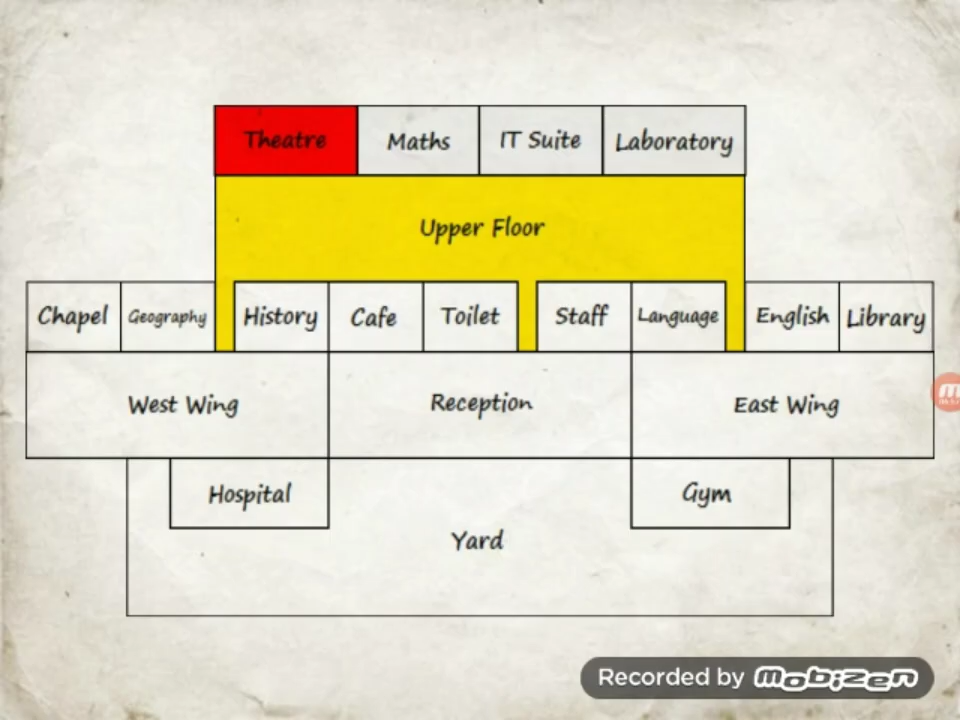 Theatre
Maths
IT Suite
Laboratory
Upper Floor
Chapel
Geography
History
Cafe
Toilet
Staff
Language
English
Library
West Wing
Reception
East Wing
Hospital
Gym
Yard
Recorded by mobizen